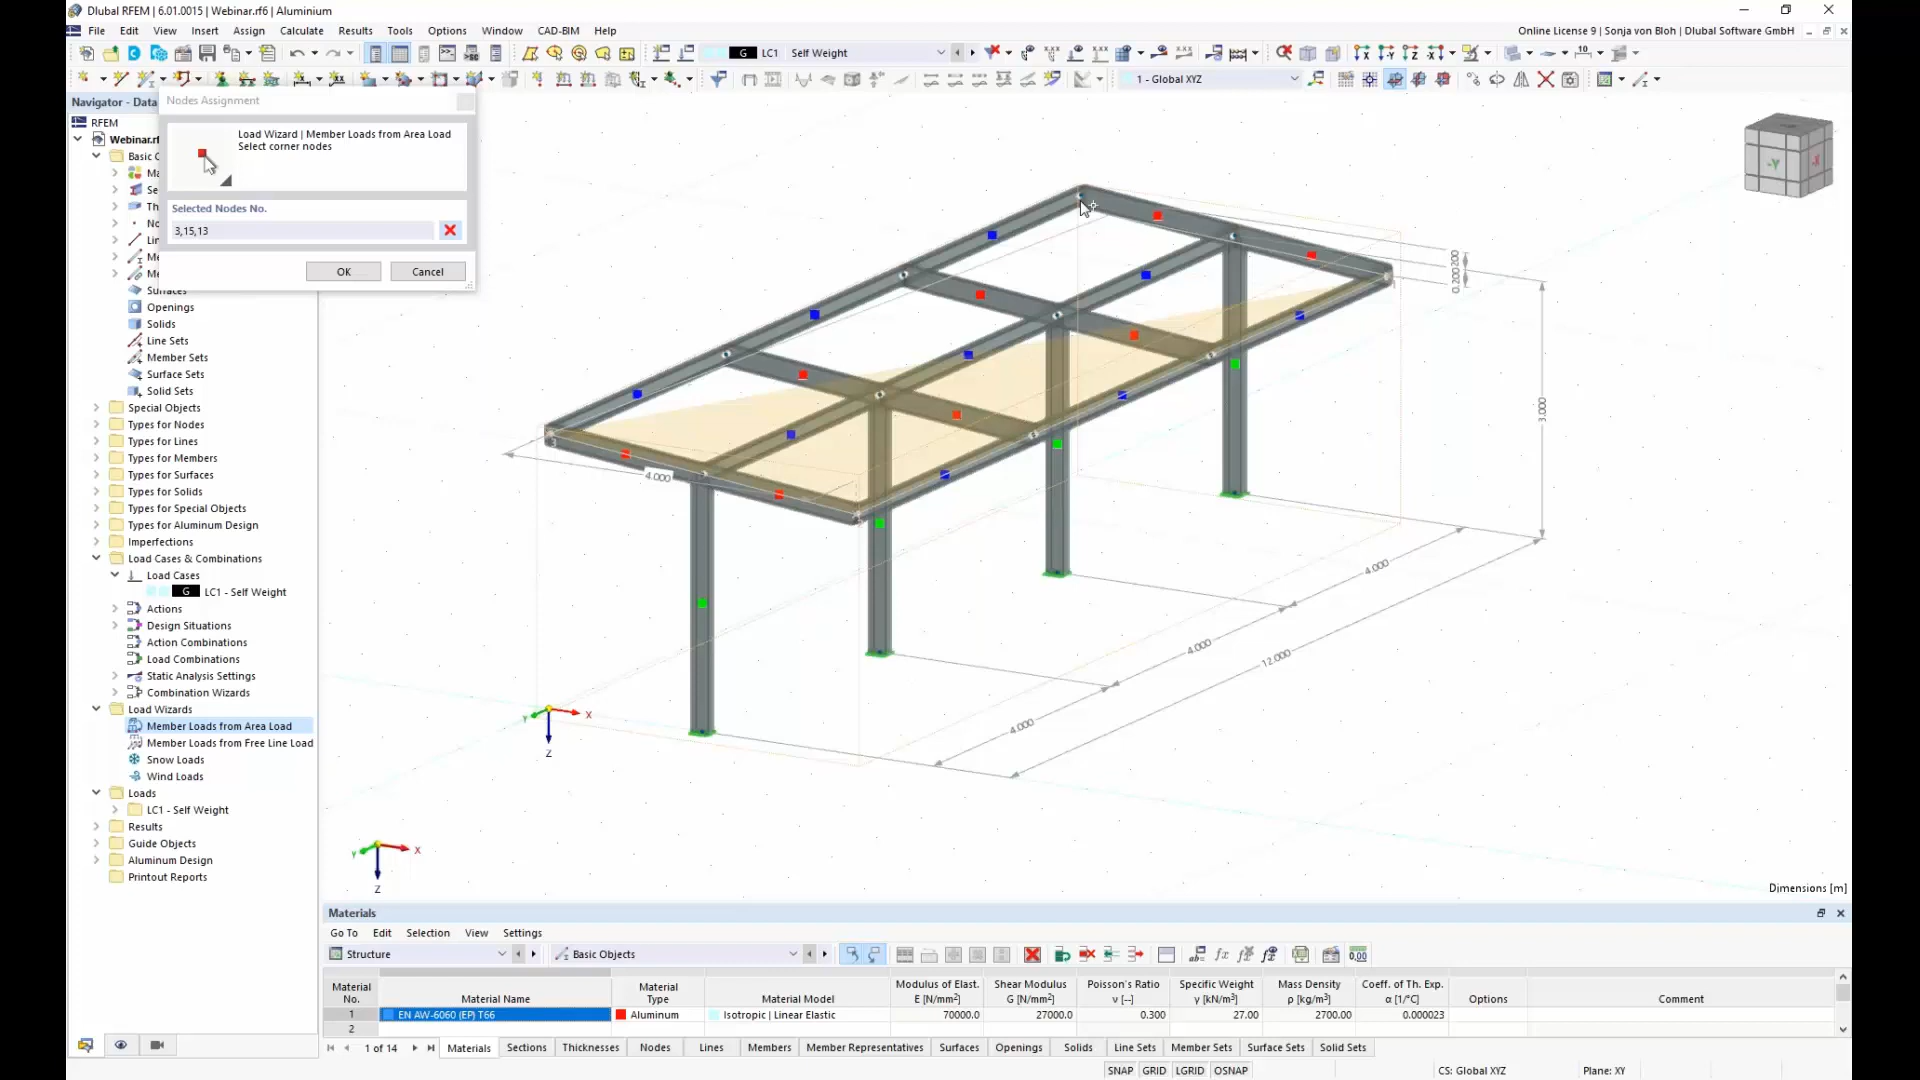 Dlubal RFEM | 6.01.0015 | Webinar.rf6 | Aluminium
File Edit View Insert Assign Calculate Results Tools Options Window CAD-BIM Help
Online License 9 | Sonja von Bloh | Dlubal Software GmbH
G LC1 Self Weight
1 - Global XYZ
Navigator - Data
Nodes Assignment
RFEM
Webinar.rf
Load Wizard | Member Loads from Area Load
Select corner nodes
Basic
Selected Nodes No.
3,15,13
OK
Cancel
Surfaces
Openings
Solids
Line Sets
Member Sets
Surface Sets
Solid Sets
Special Objects
Types for Nodes
Types for Lines
Types for Members
Types for Surfaces
Types for Solids
Types for Special Objects
Types for Aluminum Design
Imperfections
Load Cases & Combinations
Load Cases
G LC1 - Self Weight
Actions
Design Situations
Action Combinations
Load Combinations
Static Analysis Settings
Combination Wizards
Load Wizards
Member Loads from Area Load
Member Loads from Free Line Load
Snow Loads
Wind Loads
Loads
LC1 - Self Weight
Results
Guide Objects
Aluminum Design
Printout Reports
-Y
-X
0.200
0.200
3.000
4.000
4.000
4.000
12.000
4.000
Y X
Z
Y X
Z
Dimensions [m]
Materials
Go To Edit Selection View Settings
Structure
Basic Objects
Material No.
Material Name
Material Type
Material Model
Modulus of Elast. E [N/mm²]
Shear Modulus G [N/mm²]
Poisson's Ratio ν [--]
Specific Weight γ [kN/m³]
Mass Density ρ [kg/m³]
Coeff. of Th. Exp. α [1/°C]
Options
Comment
1 EN AW-6060 (EP) T66 Aluminum Isotropic | Linear Elastic 70000.0 27000.0 0.300 27.00 2700.00 0.000023
2
1 of 14
Materials Sections Thicknesses Nodes Lines Members Member Representatives Surfaces Openings Solids Line Sets Member Sets Surface Sets Solid Sets
SNAP GRID LGRID OSNAP
CS: Global XYZ
Plane: XY